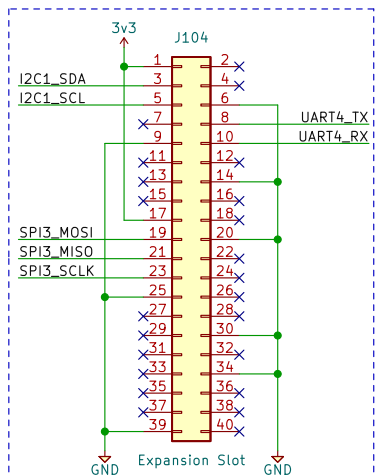 3v3
J104
1 2
I2C1_SDA 3 4
I2C1_SCL 5 6
7 8 UART4_TX
9 10 UART4_RX
11 12
13 14
15 16
17 18
SPI3_MOSI 19 20
SPI3_MISO 21 22
SPI3_SCLK 23 24
25 26
27 28
29 30
31 32
33 34
35 36
37 38
39 40
Expansion Slot
GND GND